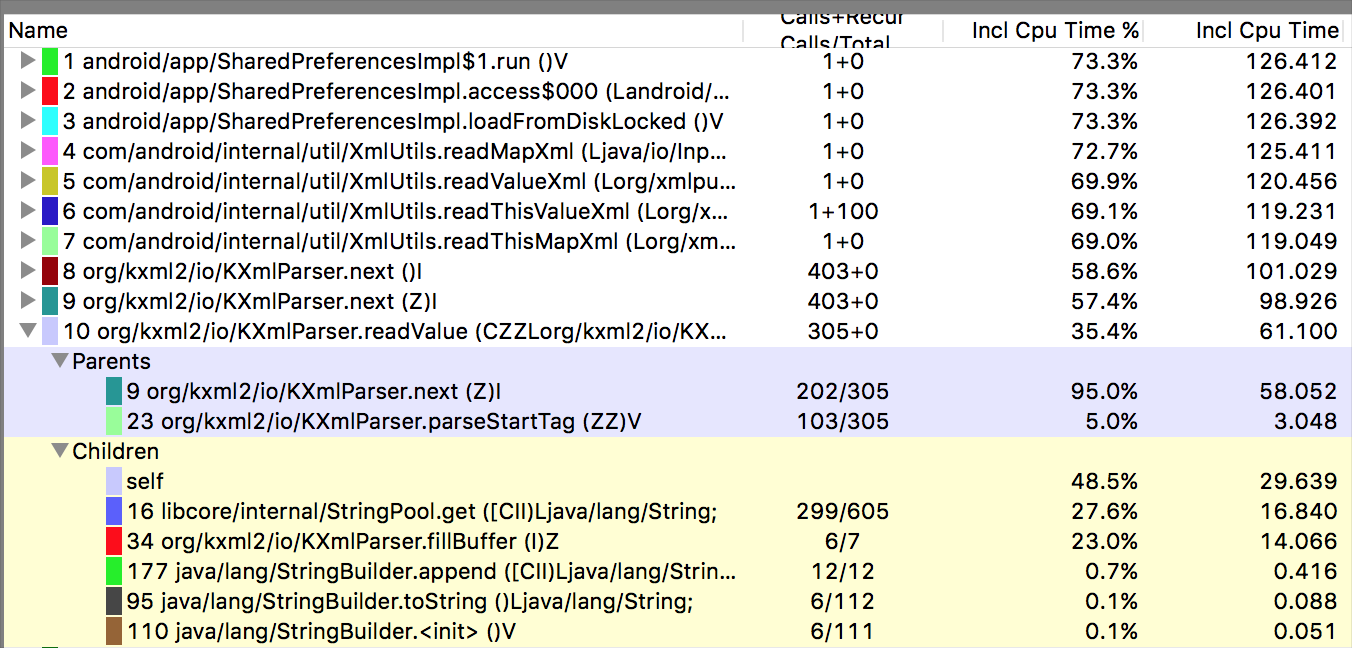 Name Calls+Recur Calls/Total Incl Cpu Time % Incl Cpu Time
1 android/app/SharedPreferencesImpl$1.run ()V 1+0 73.3% 126.412
2 android/app/SharedPreferencesImpl.access$000 (Landroid/... 1+0 73.3% 126.401
3 android/app/SharedPreferencesImpl.loadFromDiskLocked ()V 1+0 73.3% 126.392
4 com/android/internal/util/XmlUtils.readMapXml (Ljava/io/Inp... 1+0 72.7% 125.411
5 com/android/internal/util/XmlUtils.readValueXml (Lorg/xmlpu... 1+0 69.9% 120.456
6 com/android/internal/util/XmlUtils.readThisValueXml (Lorg/x... 1+100 69.1% 119.231
7 com/android/internal/util/XmlUtils.readThisMapXml (Lorg/xm... 1+0 69.0% 119.049
8 org/kxml2/io/KXmlParser.next ()I 403+0 58.6% 101.029
9 org/kxml2/io/KXmlParser.next (Z)I 403+0 57.4% 98.926
10 org/kxml2/io/KXmlParser.readValue (CZZLorg/kxml2/io/KX... 305+0 35.4% 61.100
Parents
9 org/kxml2/io/KXmlParser.next (Z)I 202/305 95.0% 58.052
23 org/kxml2/io/KXmlParser.parseStartTag (ZZ)V 103/305 5.0% 3.048
Children
self 48.5% 29.639
16 libcore/internal/StringPool.get ([CII)Ljava/lang/String; 299/605 27.6% 16.840
34 org/kxml2/io/KXmlParser.fillBuffer (I)Z 6/7 23.0% 14.066
177 java/lang/StringBuilder.append ([CII)Ljava/lang/Strin... 12/12 0.7% 0.416
95 java/lang/StringBuilder.toString ()Ljava/lang/String; 6/112 0.1% 0.088
110 java/lang/StringBuilder.<init> ()V 6/111 0.1% 0.051